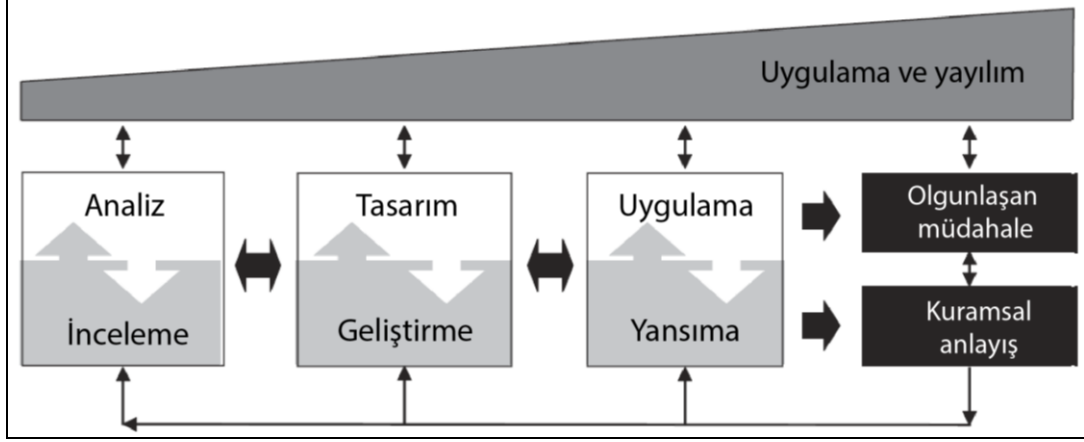 Uygulama ve yayılım
Analiz
İnceleme
Tasarım
Geliştirme
Uygulama
Yansıma
Olgunlaşan
müdahale
Kuramsal
anlayış